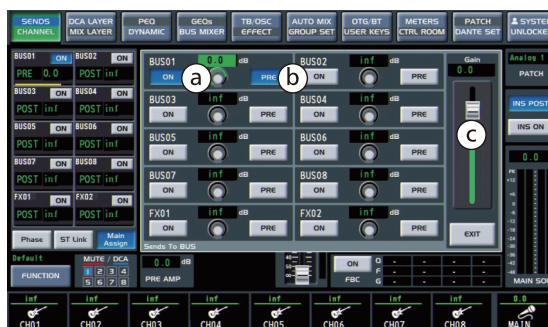 SENDS DCA LAYER PEQ GEQs TB/OSC AUTO MIX OTG/BT METERS PATCH SYSTEM
CHANNEL MIX LAYER DYNAMIC BUS MIXER EFFECT GROUP SET USER KEYS CTRL ROOM DANTE SET UNLOCKE
BUS01 ON BUS02 ON
PRE 0.0 POST inf
BUS03 ON BUS04 ON
POST inf POST inf
BUS05 ON BUS06 ON
POST inf POST inf
BUS07 ON BUS08 ON
POST inf POST inf
FX01 ON FX02 ON
POST inf POST inf
Phase ST Link Main Assign
BUS01 0.0 dB BUS02 inf dB
ON a PRE b ON PRE
BUS03 inf dB BUS04 inf dB
ON PRE ON PRE
BUS05 inf dB BUS06 inf dB
ON PRE ON PRE
BUS07 inf dB BUS08 inf dB
ON PRE ON PRE
FX01 inf dB FX02 inf dB
ON PRE ON PRE
Sends To BUS
Gain
0.0
c
EXIT
Analog 1
PATCH
INS POST
INS ON
0.0
MAIN SOU
Default
FUNCTION
MUTE / DCA
1 2 3 4
5 6 7 8
0.0 dB
PRE AMP
ON
FBC
Q - - - - -
F - - - - -
G - - - - -
inf inf inf inf inf inf inf inf 0.0
CH01 CH02 CH03 CH04 CH05 CH06 CH07 CH08 MAIN